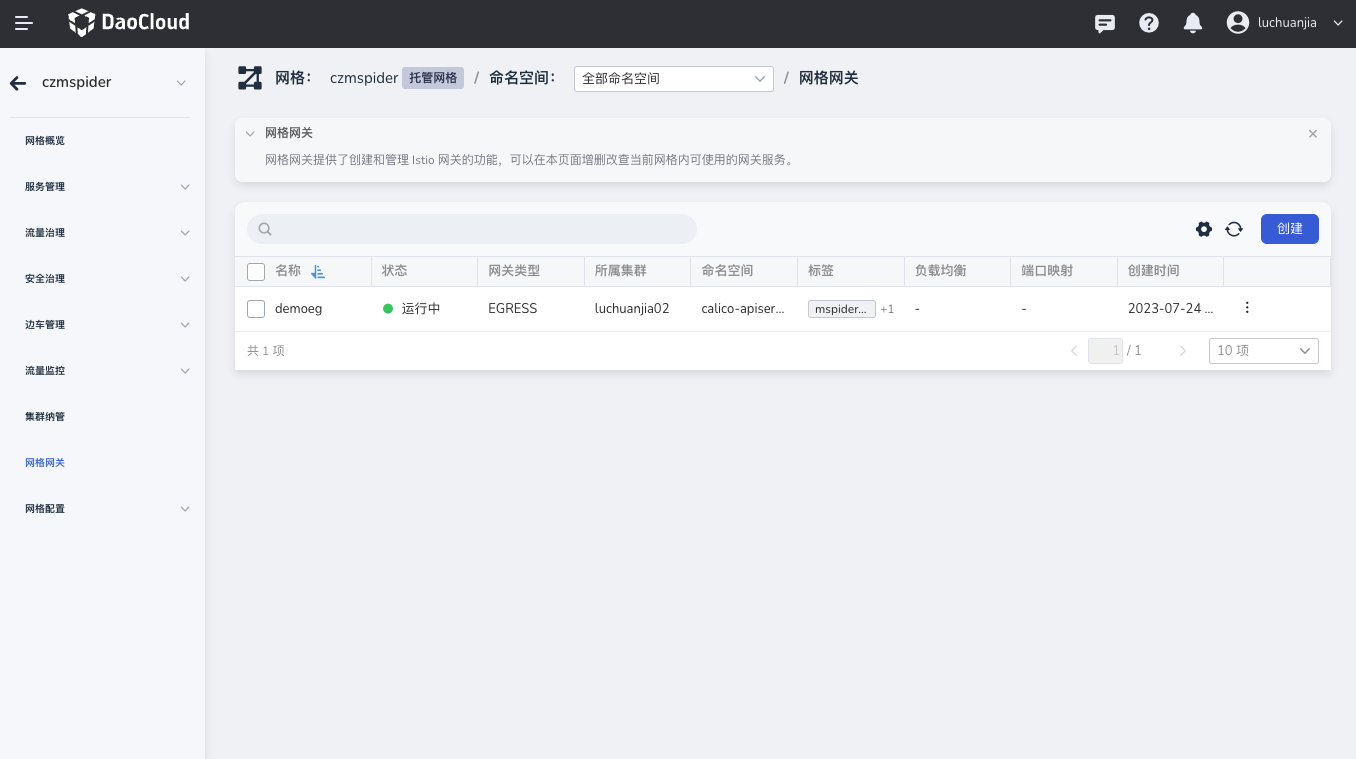 DaoCloud
luchuanjia
czmspider
网格概览
服务管理
流量治理
安全治理
边车管理
流量监控
集群纳管
网格网关
网格配置
网格： czmspider 托管网格 / 命名空间： 全部命名空间 / 网格网关
网格网关
网格网关提供了创建和管理 Istio 网关的功能，可以在本页面增删改查当前网格内可使用的网关服务。
创建
名称 状态 网关类型 所属集群 命名空间 标签 负载均衡 端口映射 创建时间
demoeg 运行中 EGRESS luchuanjia02 calico-apiser... mspider... +1 - - 2023-07-24 ...
共 1 项 1 / 1 10 项